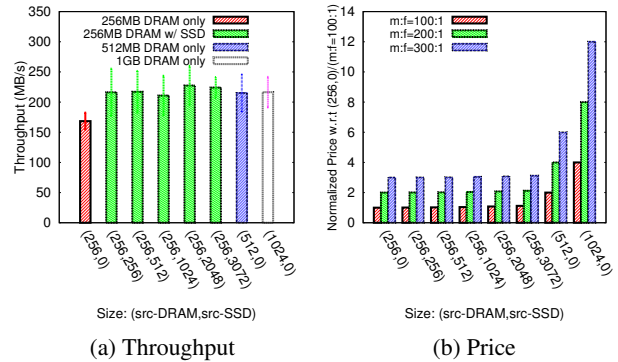 256MB DRAM only
256MB DRAM w/ SSD
512MB DRAM only
1GB DRAM only
Throughput (MB/s)
350
300
250
200
150
100
50
0
(256,0)
(256,256)
(256,512)
(256,1024)
(256,2048)
(256,3072)
(512,0)
(1024,0)
Size: (src-DRAM,src-SSD)
(a) Throughput
m:f=100:1
m:f=200:1
m:f=300:1
Normalized Price w.r.t (256,0)/(m:f=100:1)
14
12
10
8
6
4
2
0
(256,0)
(256,256)
(256,512)
(256,1024)
(256,2048)
(256,3072)
(512,0)
(1024,0)
Size: (src-DRAM,src-SSD)
(b) Price